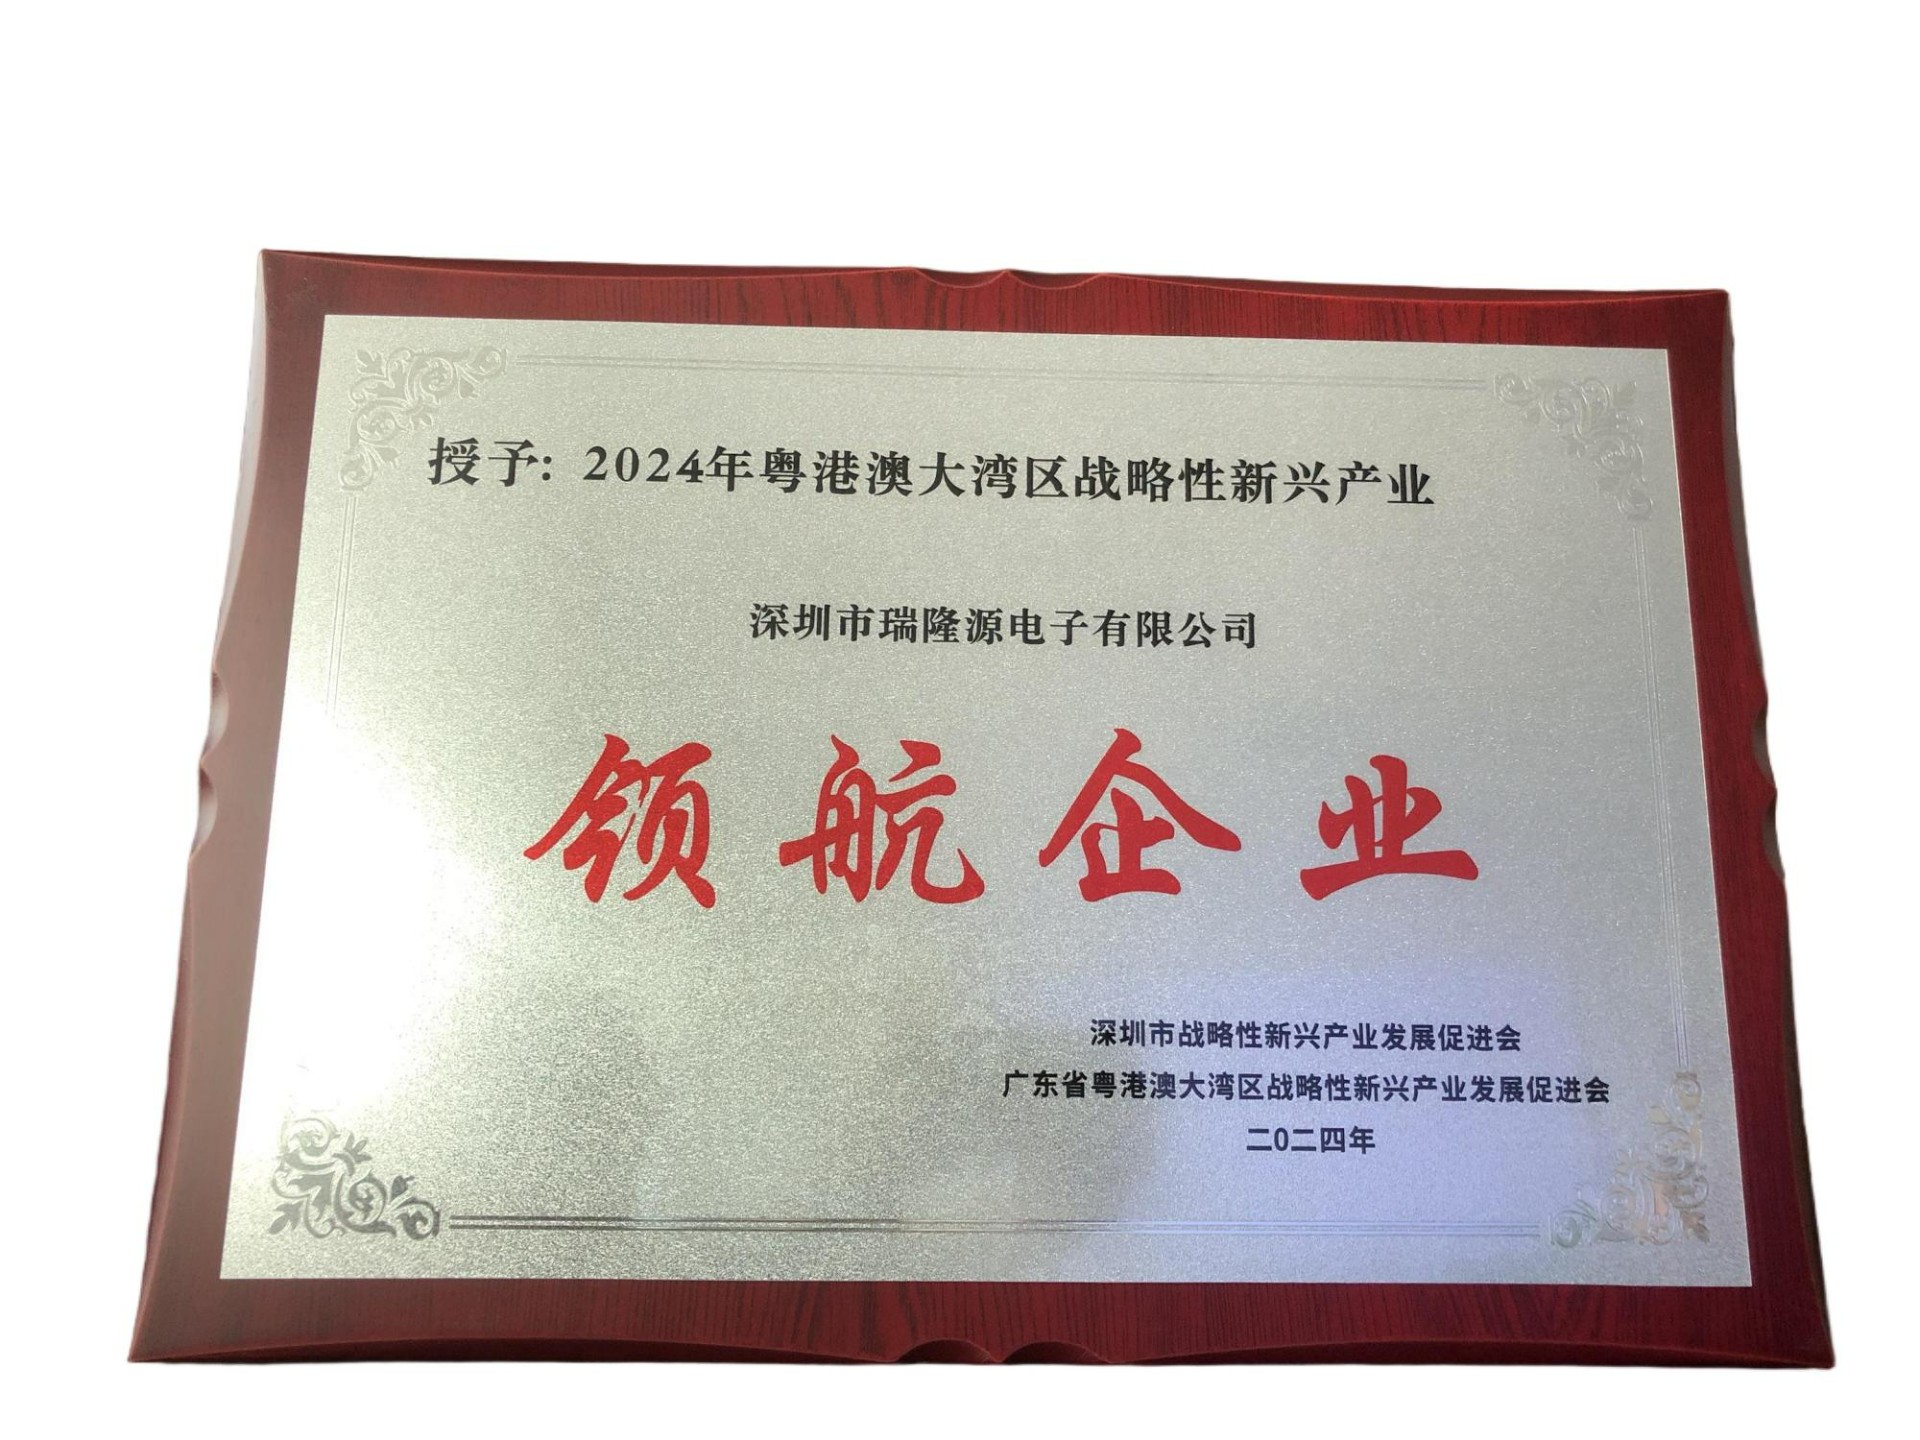 授予: 2024年粤港澳大湾区战略性新兴产业
深圳市瑞隆源电子有限公司
领航企业
深圳市战略性新兴产业发展促进会
广东省粤港澳大湾区战略性新兴产业发展促进会
二0二四年